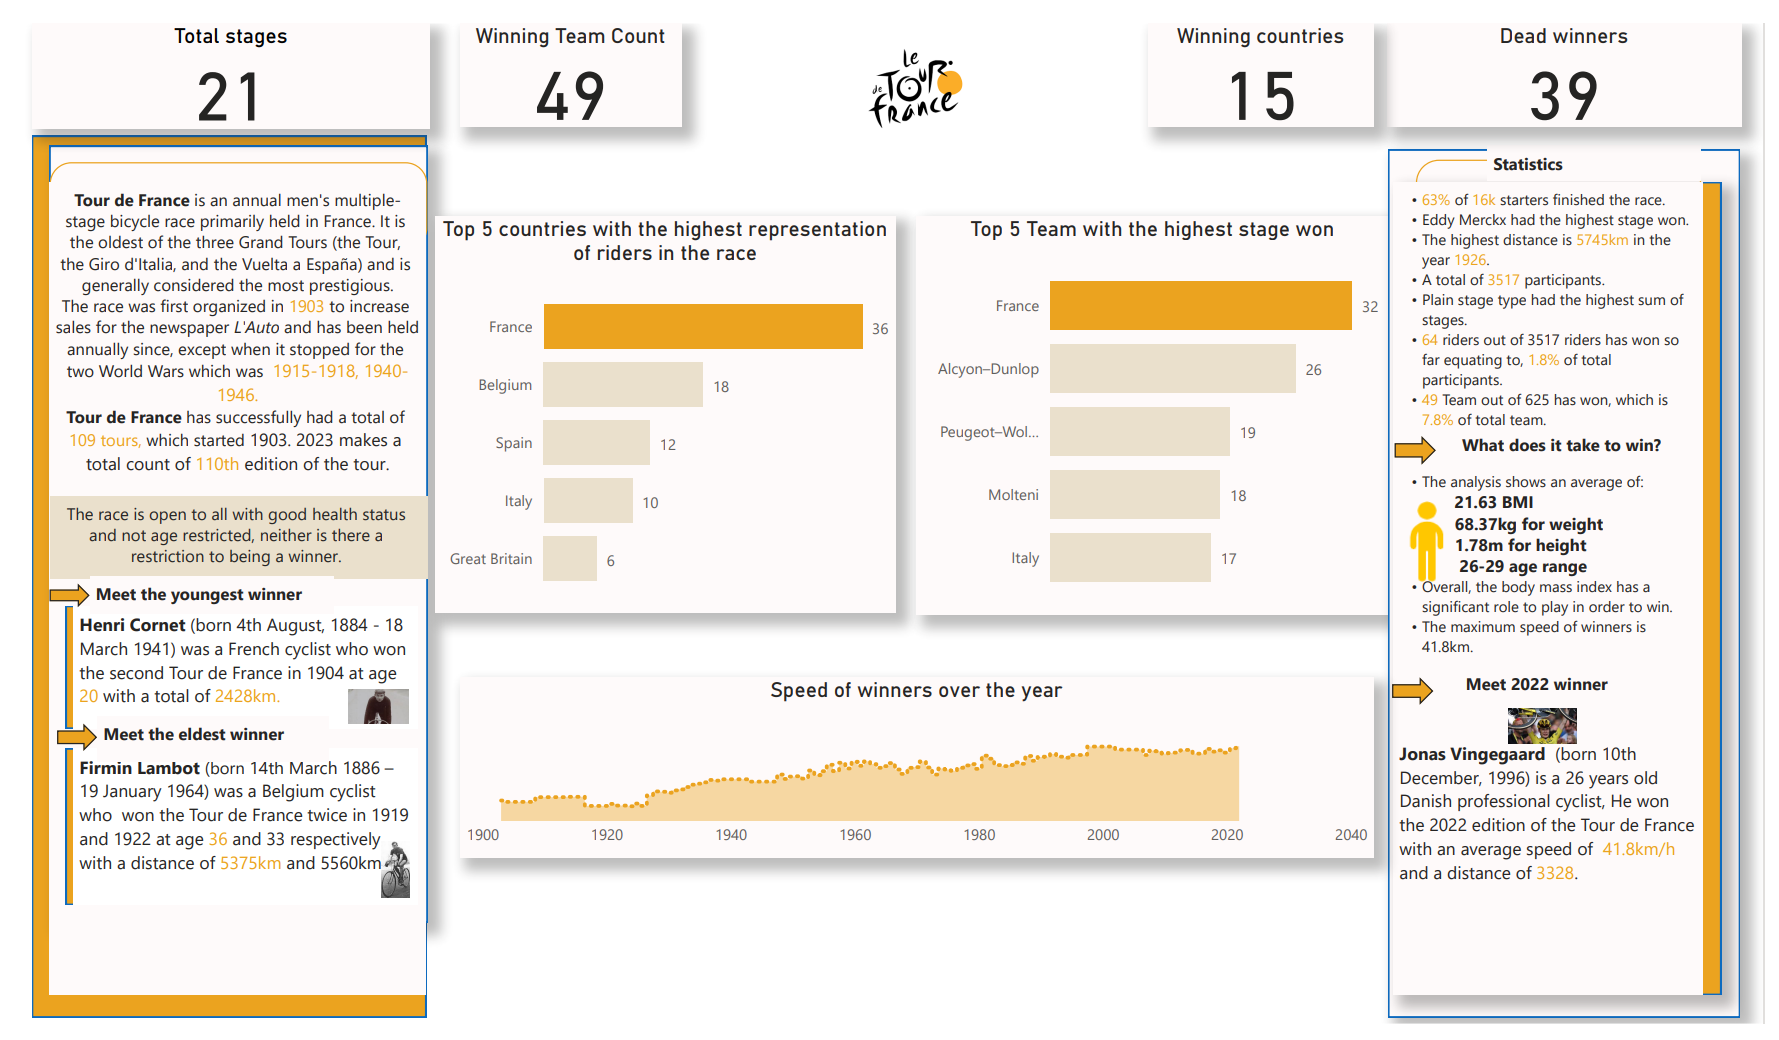 Total stages
21
Winning Team Count
49
Le
TOUR
de
france
Winning countries
15
Dead winners
39
Tour de France is an annual men's multiple-
stage bicycle race primarily held in France. It is
the oldest of the three Grand Tours (the Tour,
the Giro d'Italia, and the Vuelta a España) and is
generally considered the most prestigious.
The race was first organized in 1903 to increase
sales for the newspaper L'Auto and has been held
annually since, except when it stopped for the
two World Wars which was 1915-1918, 1940-
1946.
Tour de France has successfully had a total of
109 tours, which started 1903. 2023 makes a
total count of 110th edition of the tour.
The race is open to all with good health status
and not age restricted, neither is there a
restriction to being a winner.
Meet the youngest winner
Henri Cornet (born 4th August, 1884 - 18
March 1941) was a French cyclist who won
the second Tour de France in 1904 at age
20 with a total of 2428km.
Meet the eldest winner
Firmin Lambot (born 14th March 1886 –
19 January 1964) was a Belgium cyclist
who won the Tour de France twice in 1919
and 1922 at age 36 and 33 respectively
with a distance of 5375km and 5560km
Top 5 countries with the highest representation
of riders in the race
France
36
Belgium
18
Spain
12
Italy
10
Great Britain
6
Top 5 Team with the highest stage won
France
32
Alcyon–Dunlop
26
Peugeot–Wol...
19
Molteni
18
Italy
17
Speed of winners over the year
1900 1920 1940 1960 1980 2000 2020 2040
Statistics
• 63% of 16k starters finished the race.
• Eddy Merckx had the highest stage won.
• The highest distance is 5745km in the
year 1926.
• A total of 3517 participants.
• Plain stage type had the highest sum of
stages.
• 64 riders out of 3517 riders has won so
far equating to, 1.8% of total
participants.
• 49 Team out of 625 has won, which is
7.8% of total team.
What does it take to win?
• The analysis shows an average of:
21.63 BMI
68.37kg for weight
1.78m for height
26-29 age range
• Overall, the body mass index has a
significant role to play in order to win.
• The maximum speed of winners is
41.8km.
Meet 2022 winner
Jonas Vingegaard (born 10th
December, 1996) is a 26 years old
Danish professional cyclist, He won
the 2022 edition of the Tour de France
with an average speed of 41.8km/h
and a distance of 3328.